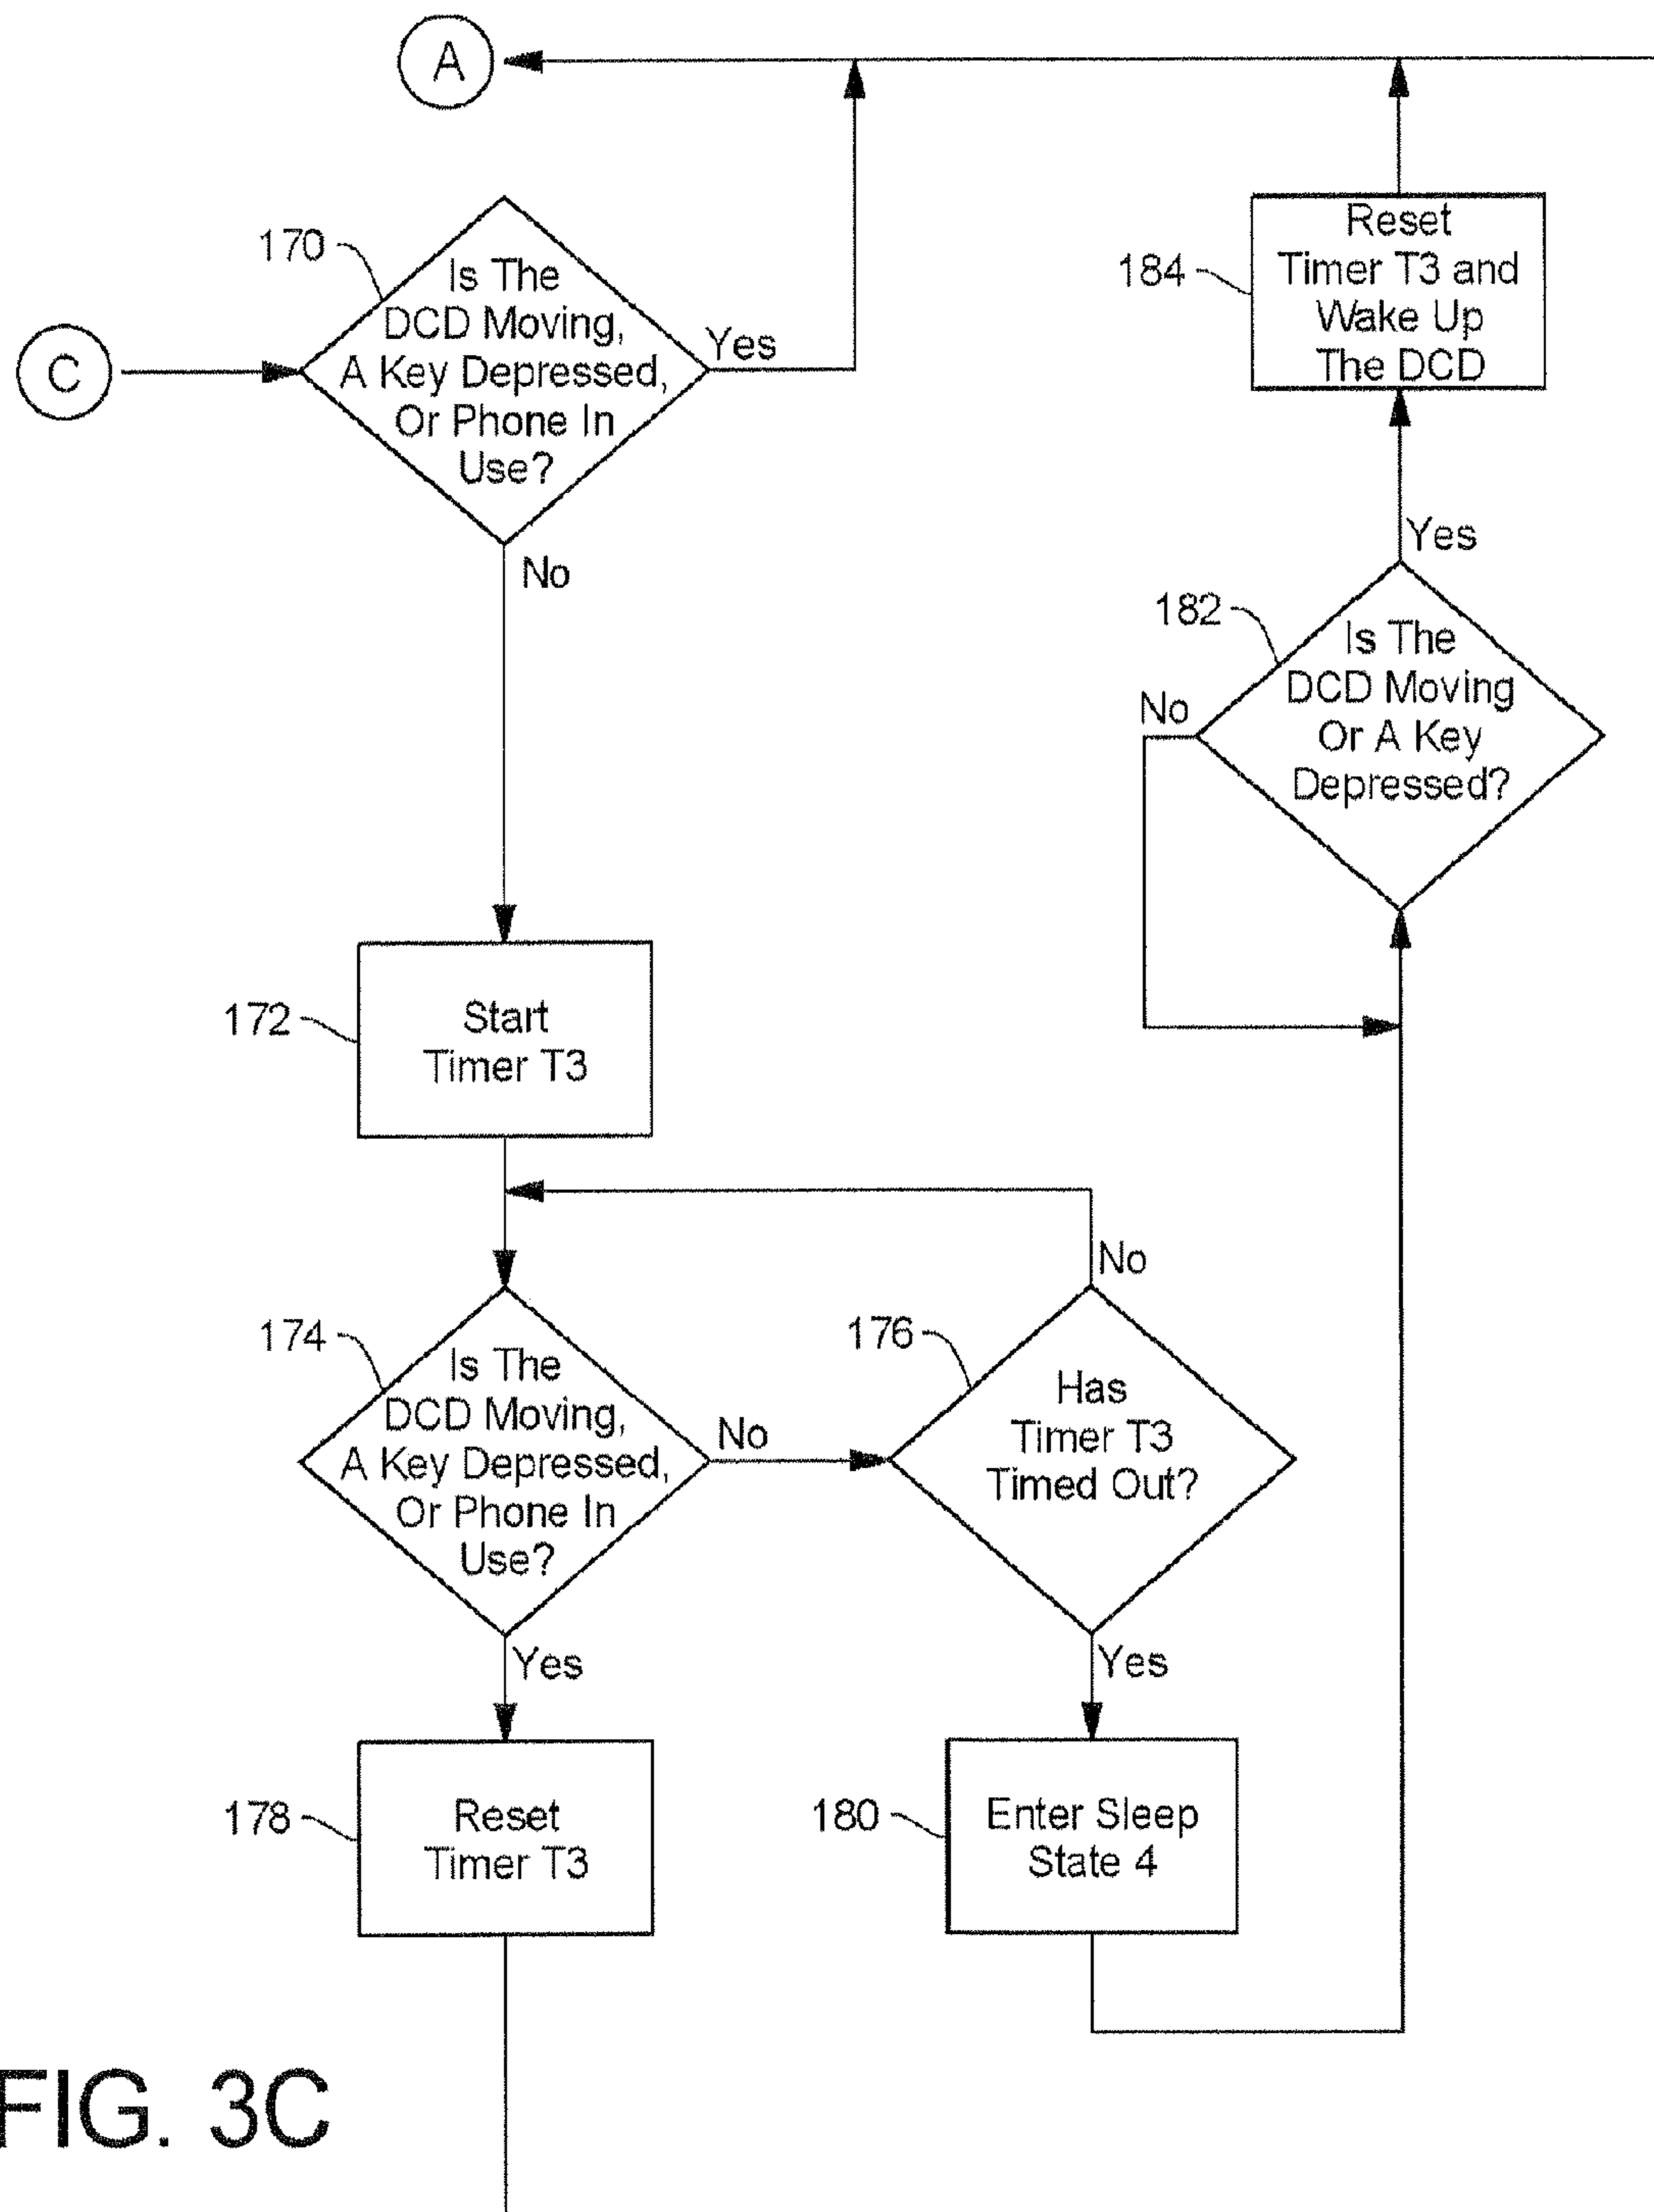 A
170
Is The
DCD Moving,
A Key Depressed,
Or Phone In
Use?
Yes
No
C
184
Reset
Timer T3 and
Wake Up
The DCD
Yes
182
Is The
DCD Moving
Or A Key
Depressed?
No
172
Start
Timer T3
174
Is The
DCD Moving,
A Key Depressed,
Or Phone In
Use?
No
Yes
176
Has
Timer T3
Timed Out?
No
Yes
178
Reset
Timer T3
180
Enter Sleep
State 4
FIG. 3C